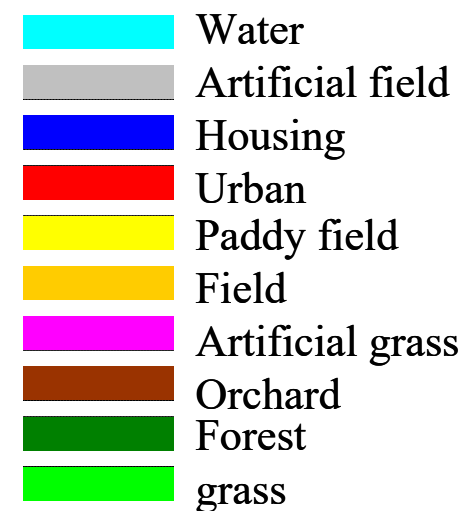 Water
Artificial field
Housing
Urban
Paddy field
Field
Artificial grass
Orchard
Forest
grass